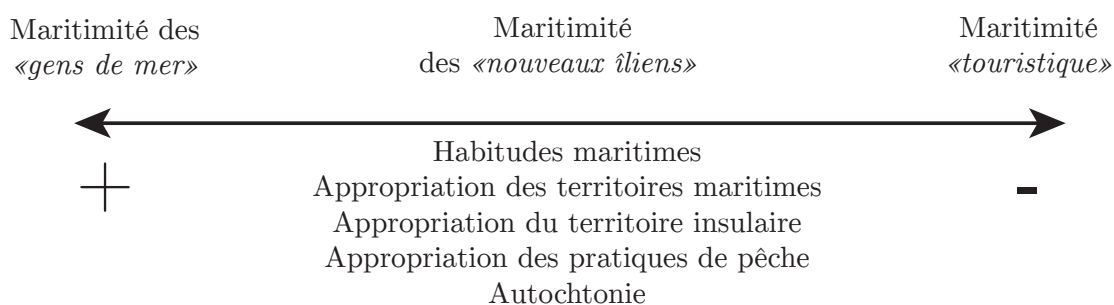 Maritimité des
«gens de mer»
Maritimité
des «nouveaux îliens»
Maritimité
«touristique»
+
-
Habitudes maritimes
Appropriation des territoires maritimes
Appropriation du territoire insulaire
Appropriation des pratiques de pêche
Autochtonie